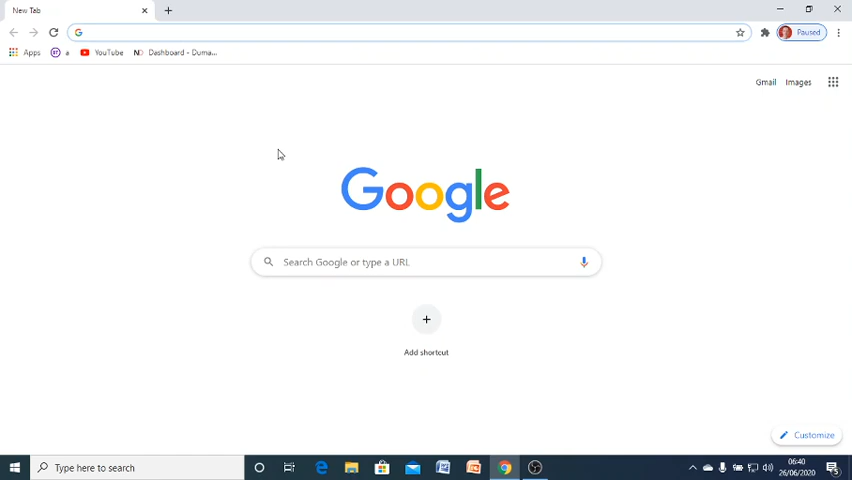 New Tab
Paused
Apps
a
YouTube
Dashboard - Duma...
Gmail
Images
Google
Search Google or type a URL
Add shortcut
Customize
Type here to search
06:40
26/06/2020
5